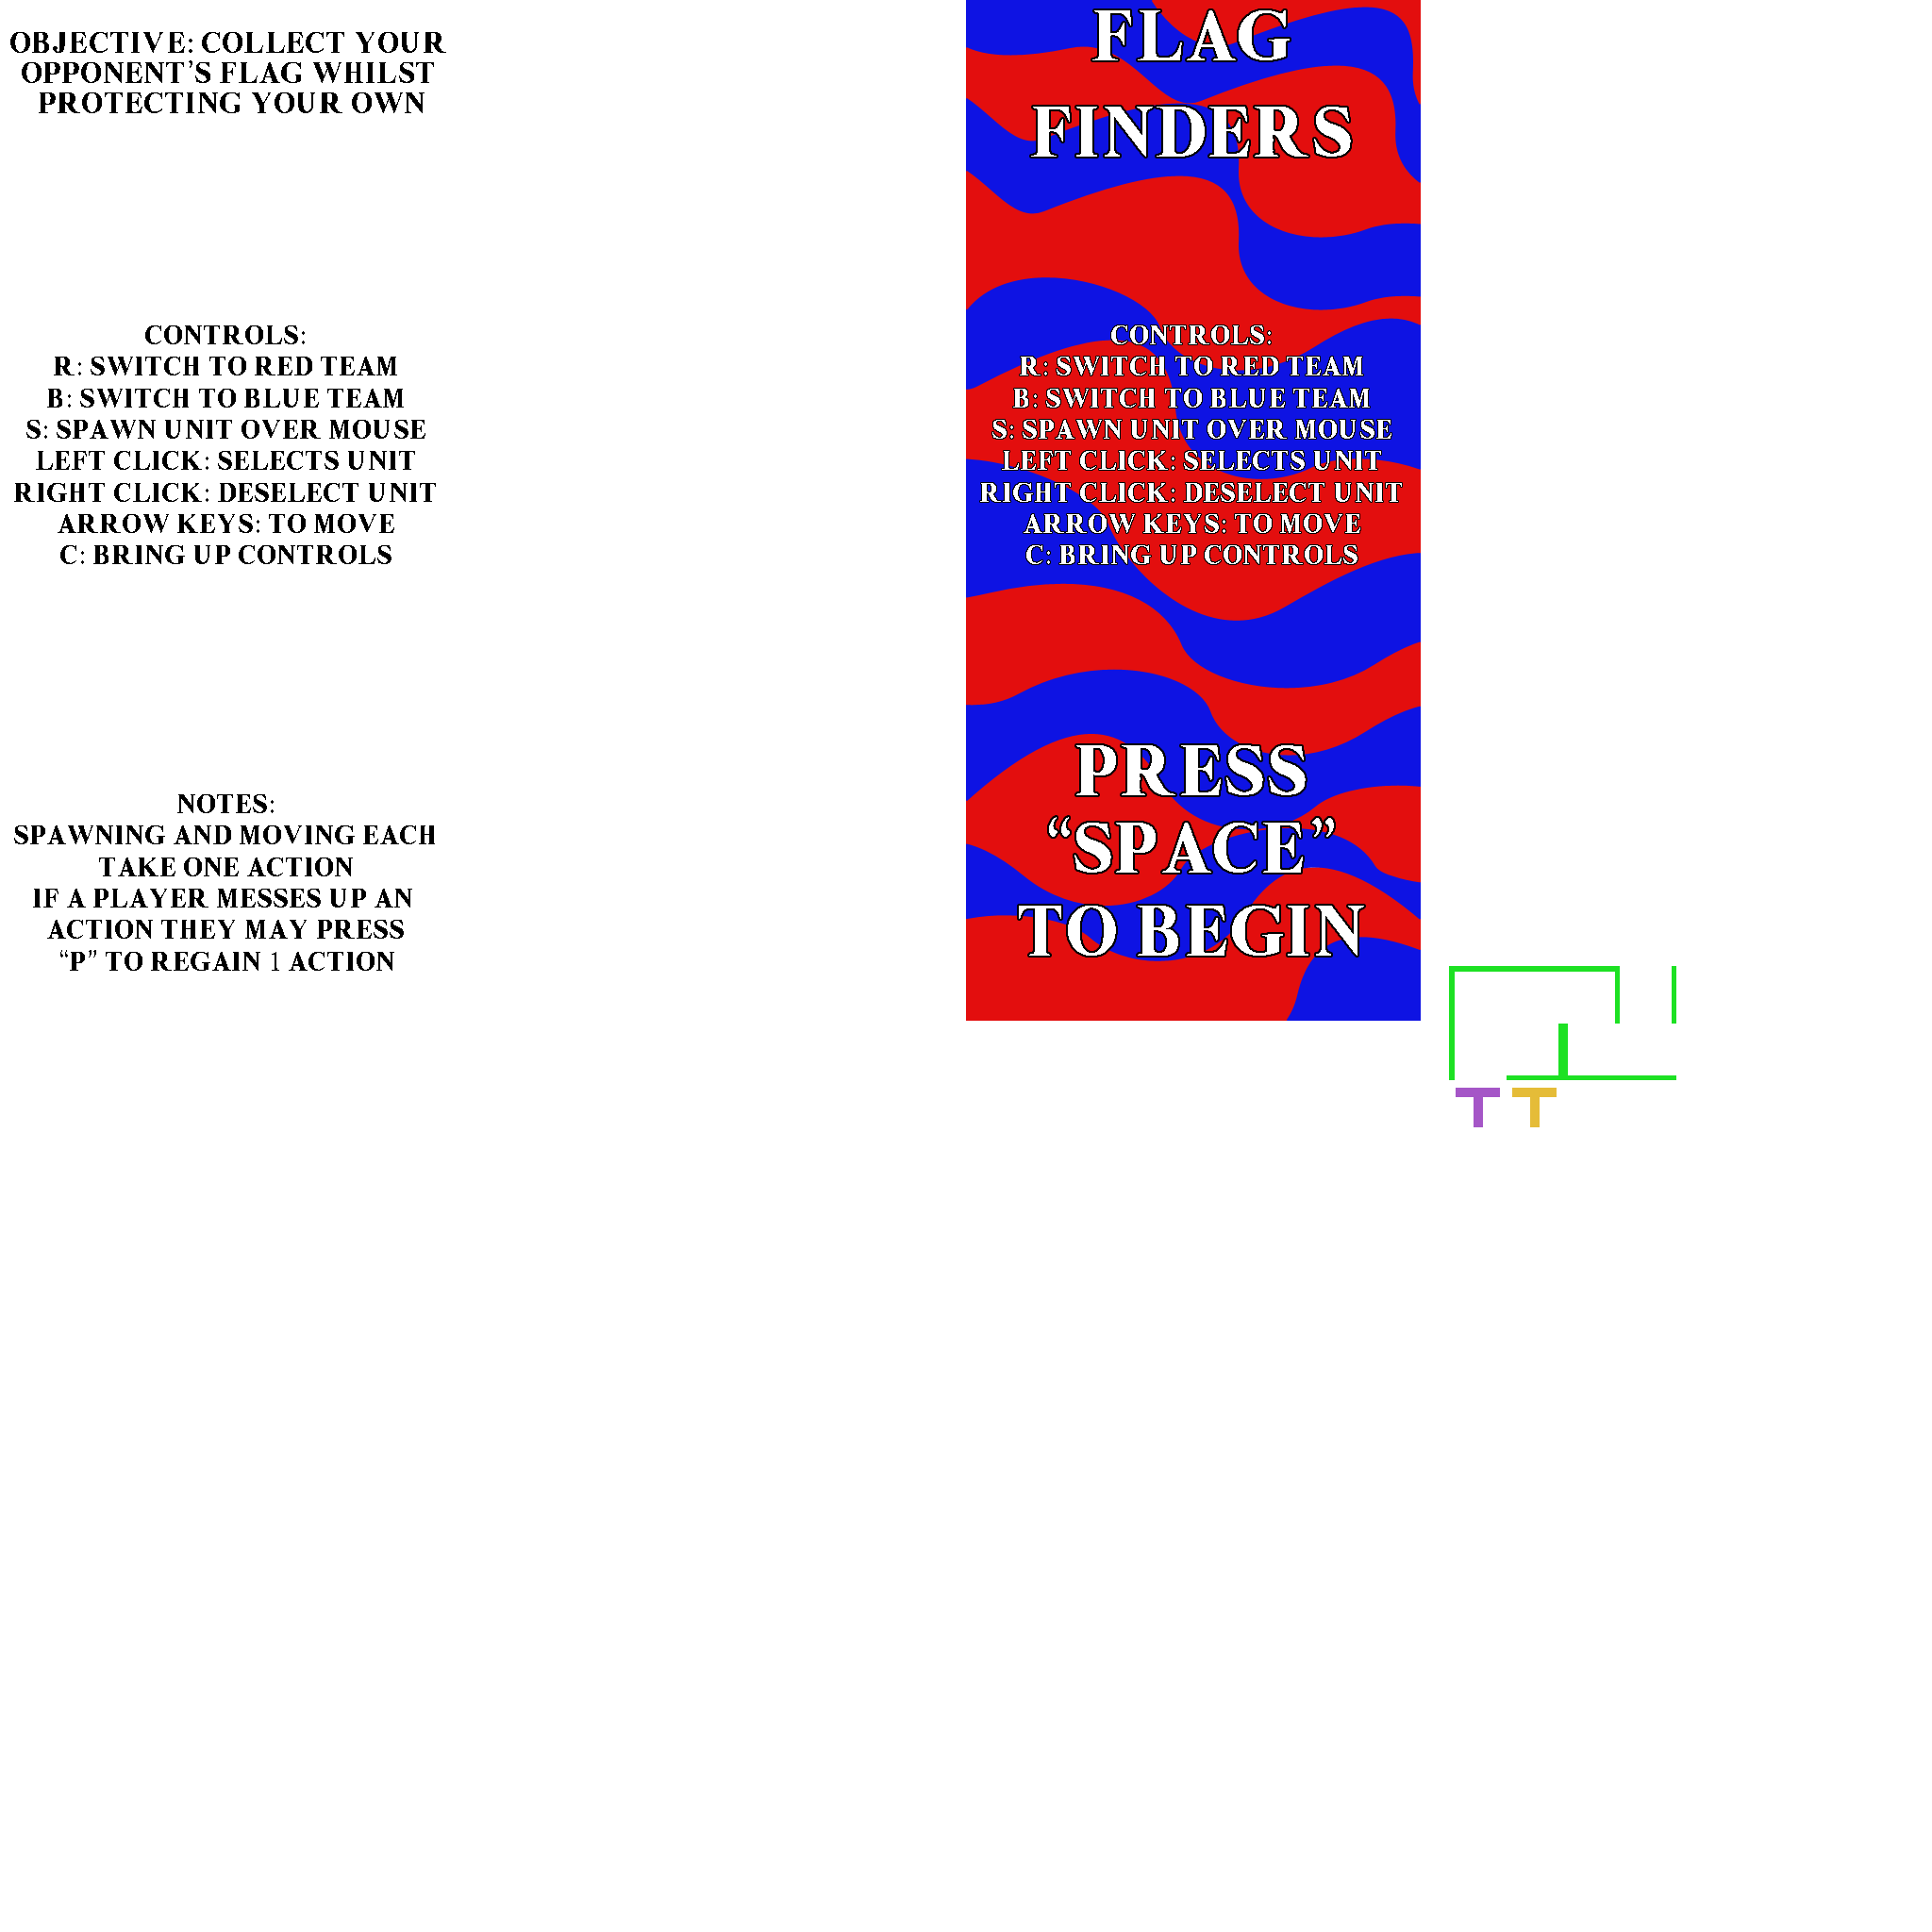 OBJECTIVE: COLLECT YOUR
OPPONENT’S FLAG WHILST
PROTECTING YOUR OWN
CONTROLS:
R: SWITCH TO RED TEAM
B: SWITCH TO BLUE TEAM
S: SPAWN UNIT OVER MOUSE
LEFT CLICK: SELECTS UNIT
RIGHT CLICK: DESELECT UNIT
ARROW KEYS: TO MOVE
C: BRING UP CONTROLS
NOTES:
SPAWNING AND MOVING EACH
TAKE ONE ACTION
IF A PLAYER MESSES UP AN
ACTION THEY MAY PRESS
“P” TO REGAIN 1 ACTION
FLAG
FINDERS
CONTROLS:
R: SWITCH TO RED TEAM
B: SWITCH TO BLUE TEAM
S: SPAWN UNIT OVER MOUSE
LEFT CLICK: SELECTS UNIT
RIGHT CLICK: DESELECT UNIT
ARROW KEYS: TO MOVE
C: BRING UP CONTROLS
PRESS
“SPACE”
TO BEGIN
T T